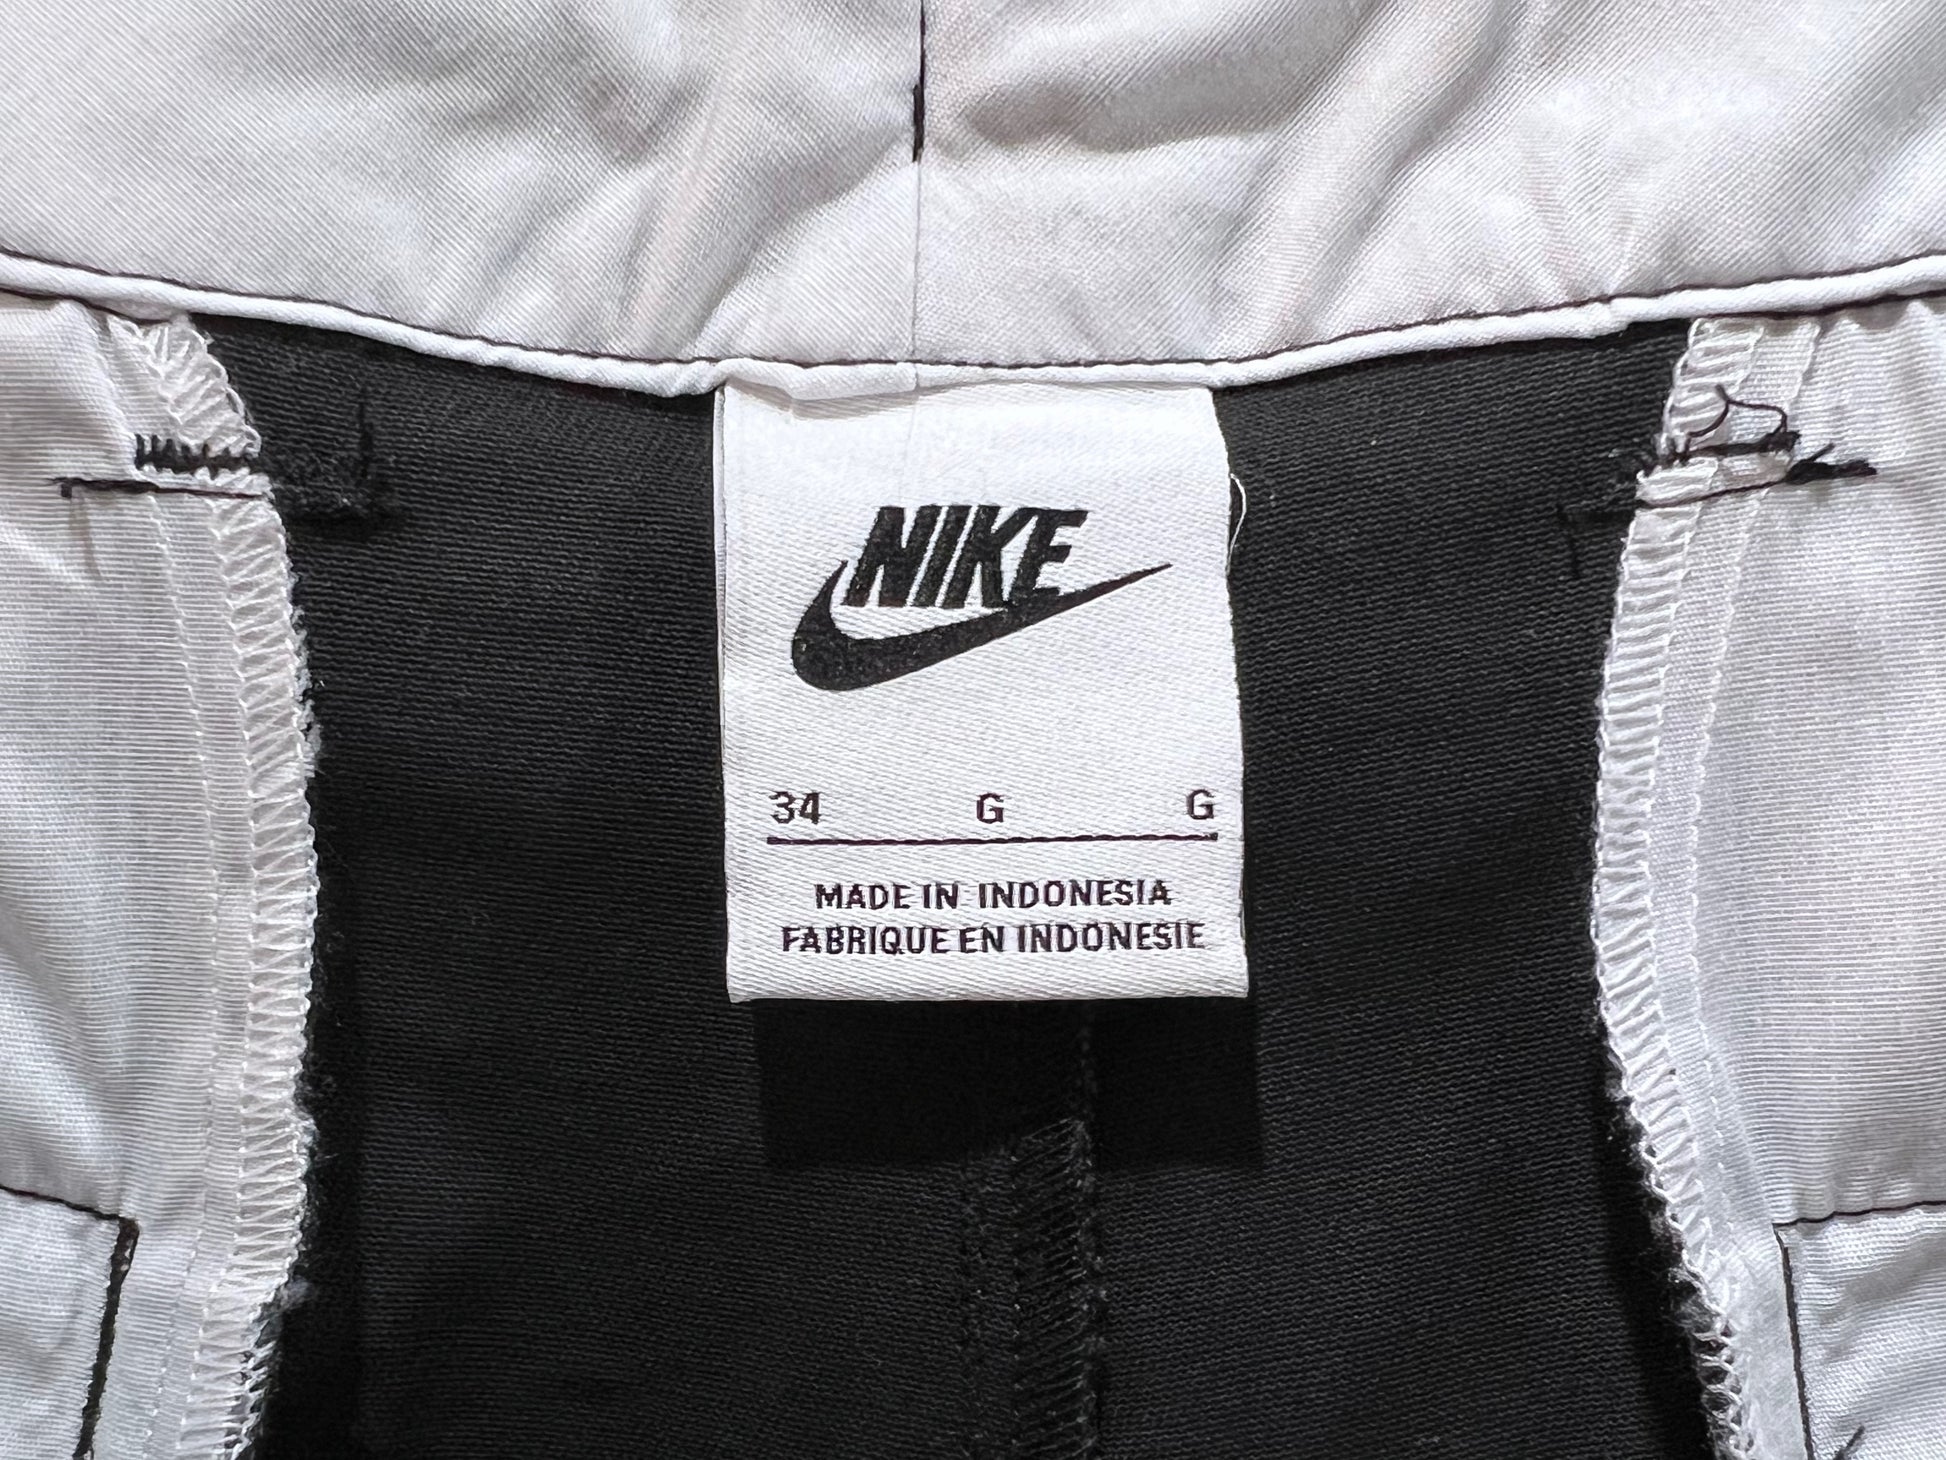 NIKE
34 G G
MADE IN INDONESIA
FABRIQUE EN INDONESIE